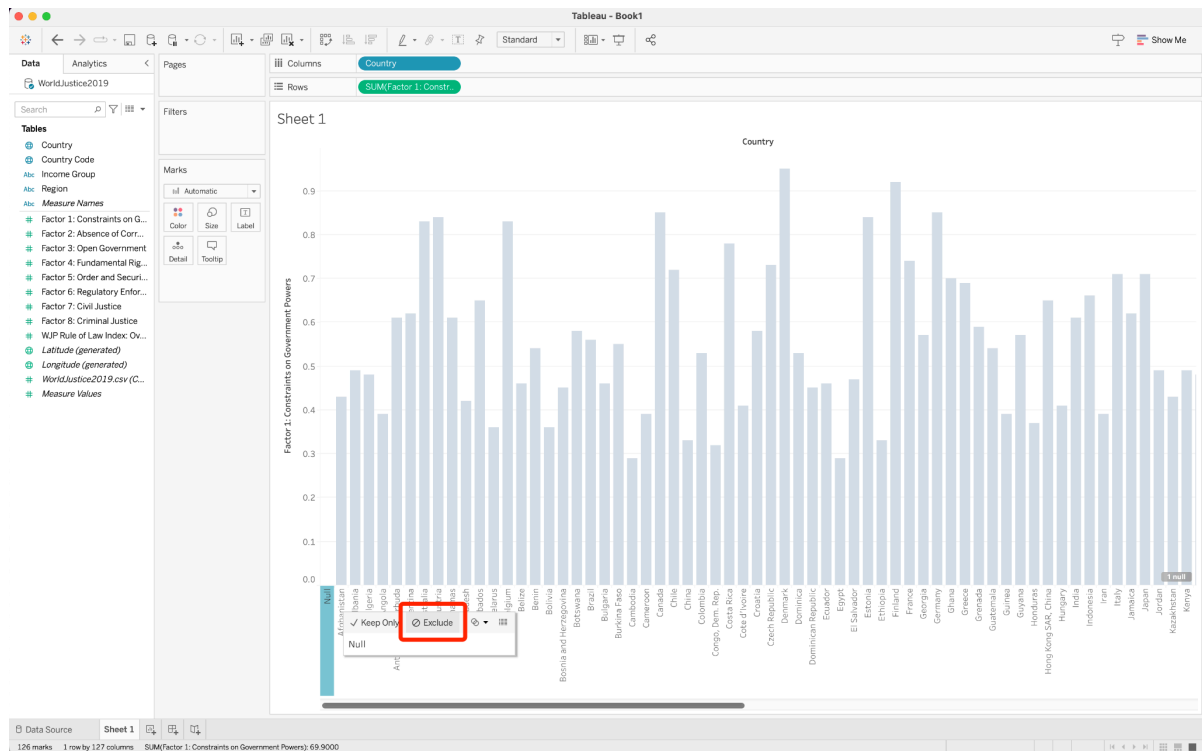 Tableau - Book1
Standard
Show Me
Data
Analytics
Pages
Columns
Country
WorldJustice2019
Rows
SUM(Factor 1: Constr..
Search
Filters
Sheet 1
Tables
Country
Country
Country Code
Income Group
Region
Measure Names
Factor 1: Constraints on G...
Factor 2: Absence of Corr...
Factor 3: Open Government
Factor 4: Fundamental Rig...
Factor 5: Order and Securi...
Factor 6: Regulatory Enfor...
Factor 7: Civil Justice
Factor 8: Criminal Justice
WJP Rule of Law Index: Ov...
Latitude (generated)
Longitude (generated)
WorldJustice2019.csv (C...
Measure Values
Abc
Abc
Abc
Marks
Automatic
Color
Size
Label
Detail
Tooltip
Factor 1: Constraints on Government Powers
0.9
0.8
0.7
0.6
0.5
0.4
0.3
0.2
0.1
0.0
1 null
Null
Belize
Benin
Bolivia
Bosnia and Herzegovina
Botswana
Brazil
Bulgaria
Burkina Faso
Cambodia
Cameroon
Canada
Chile
China
Colombia
Congo, Dem. Rep.
Costa Rica
Cote d'Ivoire
Croatia
Czech Republic
Denmark
Dominica
Dominican Republic
Ecuador
Egypt
El Salvador
Estonia
Ethiopia
Finland
France
Georgia
Germany
Ghana
Greece
Grenada
Guatemala
Guinea
Guyana
Honduras
Hong Kong SAR, China
Hungary
India
Indonesia
Iran
Italy
Jamaica
Japan
Jordan
Kazakhstan
Kenya
Keep Only
Exclude
Null
Data Source
Sheet 1
126 marks
1 row by 127 columns
SUM(Factor 1: Constraints on Government Powers): 69.9000